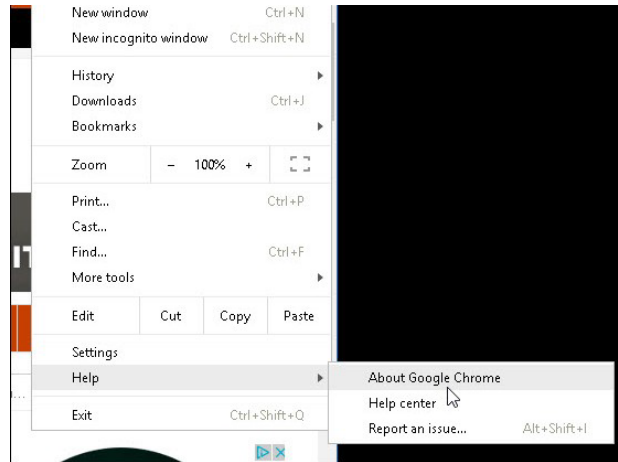 New window Ctrl+N
New incognito window Ctrl+Shift+N
History
Downloads Ctrl+J
Bookmarks
Zoom - 100% +
Print... Ctrl+P
Cast...
Find... Ctrl+F
More tools
Edit Cut Copy Paste
Settings
Help
Exit Ctrl+Shift+Q
About Google Chrome
Help center
Report an issue... Alt+Shift+I